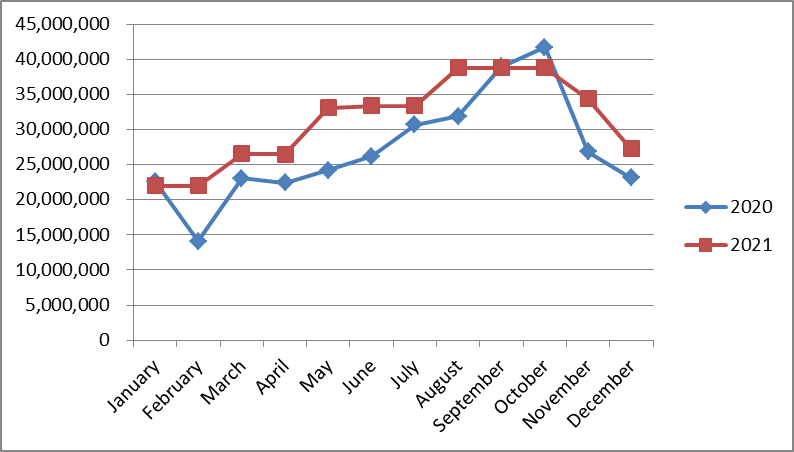 45,000,000
40,000,000
35,000,000
30,000,000
25,000,000
20,000,000
15,000,000
10,000,000
5,000,000
0
January
February
March
April
May
June
July
August
September
October
November
December
2020
2021